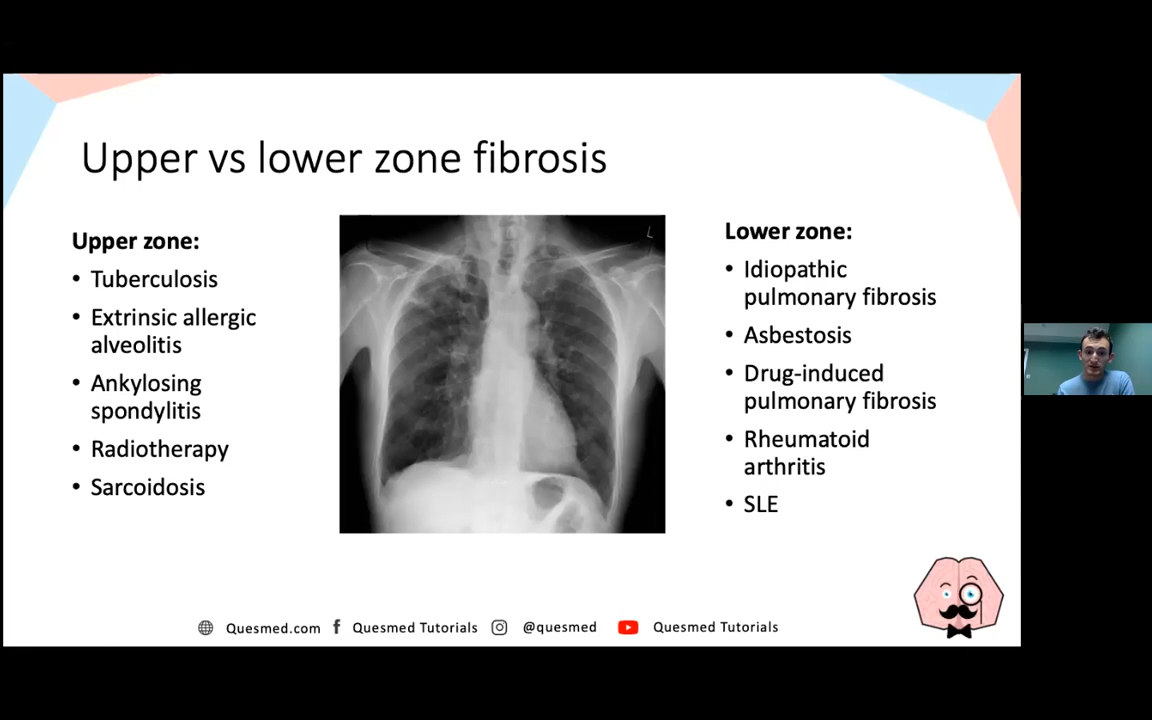 Upper vs lower zone fibrosis
Upper zone:
• Tuberculosis
• Extrinsic allergic
alveolitis
• Ankylosing
spondylitis
• Radiotherapy
• Sarcoidosis
L
Lower zone:
• Idiopathic
pulmonary fibrosis
• Asbestosis
• Drug-induced
pulmonary fibrosis
• Rheumatoid
arthritis
• SLE
Quesmed.com
Quesmed Tutorials
@quesmed
Quesmed Tutorials